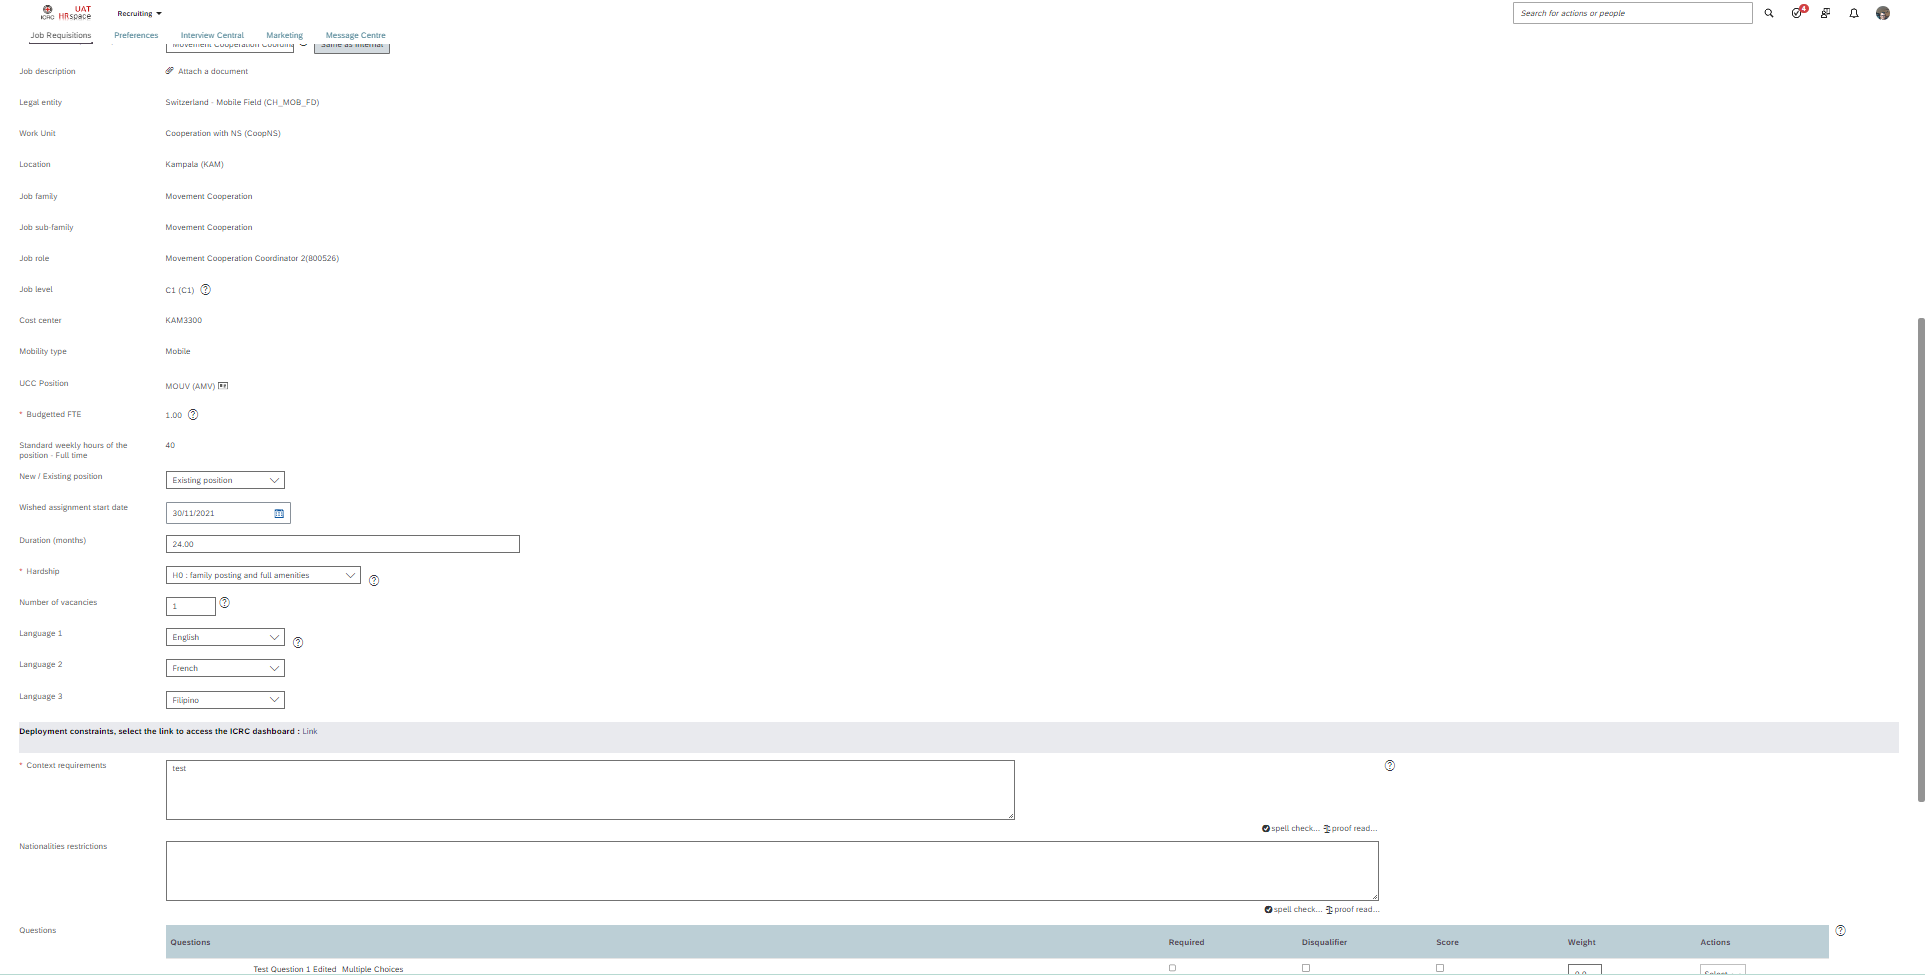 ICRC
UAT
HRspace
Recruiting
Search for actions or people
4
Job Requisitions
Preferences
Interview Central
Marketing
Message Centre
Movement Cooperation Coordina
Same as Internal
Job description
Attach a document
Legal entity
Switzerland - Mobile Field (CH_MOB_FD)
Work Unit
Cooperation with NS (CoopNS)
Location
Kampala (KAM)
Job family
Movement Cooperation
Job sub-family
Movement Cooperation
Job role
Movement Cooperation Coordinator 2(800526)
Job level
C1 (C1)
Cost center
KAM3300
Mobility type
Mobile
UCC Position
MOUV (AMV)
* Budgetted FTE
1.00
Standard weekly hours of the
position - Full time
40
New / Existing position
Existing position
Wished assignment start date
30/11/2021
Duration (months)
24.00
* Hardship
H0 : family posting and full amenities
Number of vacancies
1
Language 1
English
Language 2
French
Language 3
Filipino
Deployment constraints, select the link to access the ICRC dashboard : Link
* Context requirements
test
spell check... proof read...
Nationalities restrictions
spell check... proof read...
Questions
Questions
Required
Disqualifier
Score
Weight
Actions
Test Question 1 Edited Multiple Choices
0.0
Select